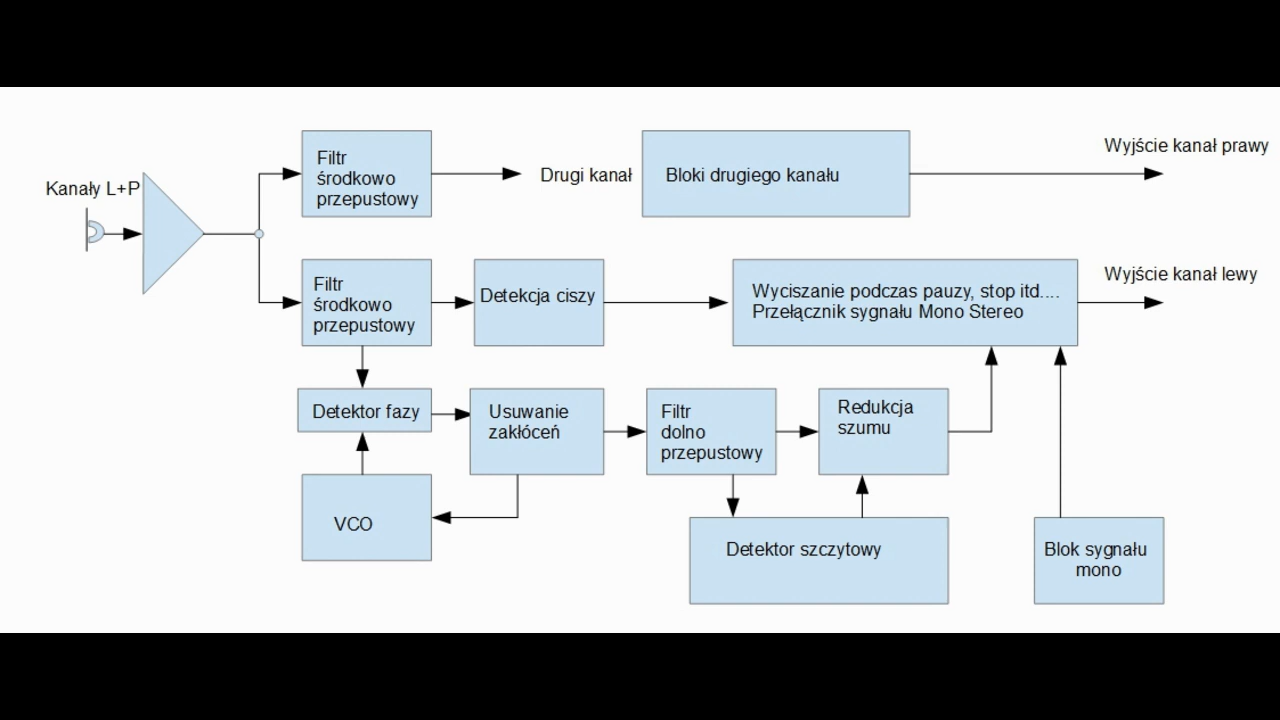 Kanały L+P
Filtr
środkowo
przepustowy
Drugi kanał
Bloki drugiego kanału
Wyjście kanał prawy
Filtr
środkowo
przepustowy
Detekcja ciszy
Wyciszanie podczas pauzy, stop itd....
Przełącznik sygnału Mono Stereo
Wyjście kanał lewy
Detektor fazy
Usuwanie
zakłóceń
Filtr
dolno
przepustowy
Redukcja
szumu
VCO
Detektor szczytowy
Blok sygnału
mono